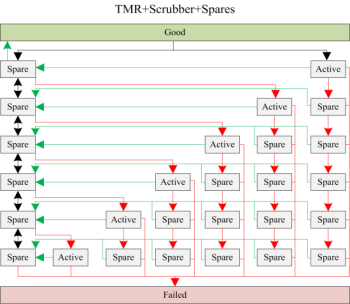 TMR+Scrubber+Spares
Good
Spare Active
Spare Active Spare
Spare Active Spare Spare
Spare Active Spare Spare Spare
Spare Active Spare Spare Spare Spare
Spare Active Spare Spare Spare Spare Spare
Failed